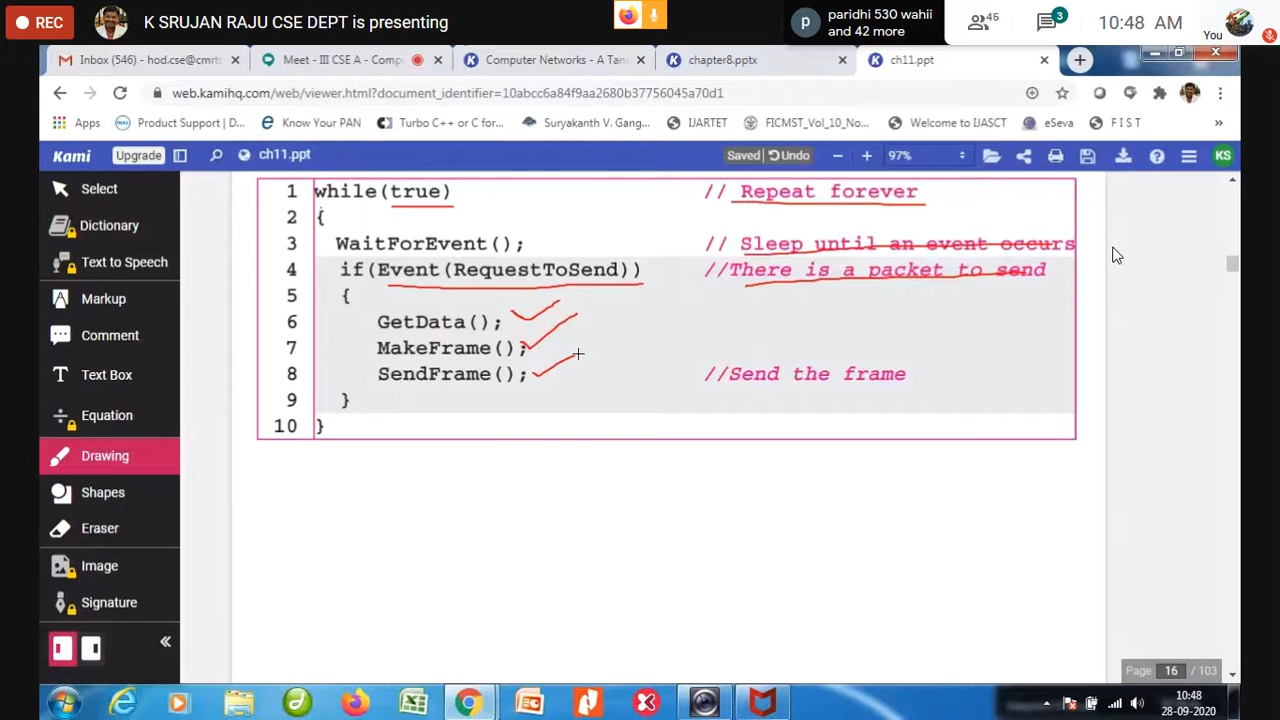 REC
K SRUJAN RAJU CSE DEPT is presenting
p
paridhi 530 wahii
and 42 more
45
3
10:48 AM
You
Inbox (546) - hod.cse@cmrtc
Meet - III CSE A - Comp
Computer Networks - A Tan
chapter8.pptx
ch11.ppt
web.kamihq.com/web/viewer.html?document_identifier=10abcc6a84f9aa2680b37756045a70d1
Apps
Product Support | D...
Know Your PAN
Turbo C++ or C for...
Suryakanth V. Gang...
IJARTET
FICMST_Vol_10_No...
Welcome to IJASCT
eSeva
F I S T
»
Kami
Upgrade
ch11.ppt
Saved
Undo
97%
KS
Select
Dictionary
Text to Speech
Markup
Comment
Text Box
Equation
Drawing
Shapes
Eraser
Image
Signature
1 while(true) // Repeat forever
2 {
3 WaitForEvent(); // Sleep until an event occurs
4 if(Event(RequestToSend)) //There is a packet to send
5 {
6 GetData();
7 MakeFrame();
8 SendFrame(); //Send the frame
9 }
10 }
Page 16 / 103
10:48
28-09-2020